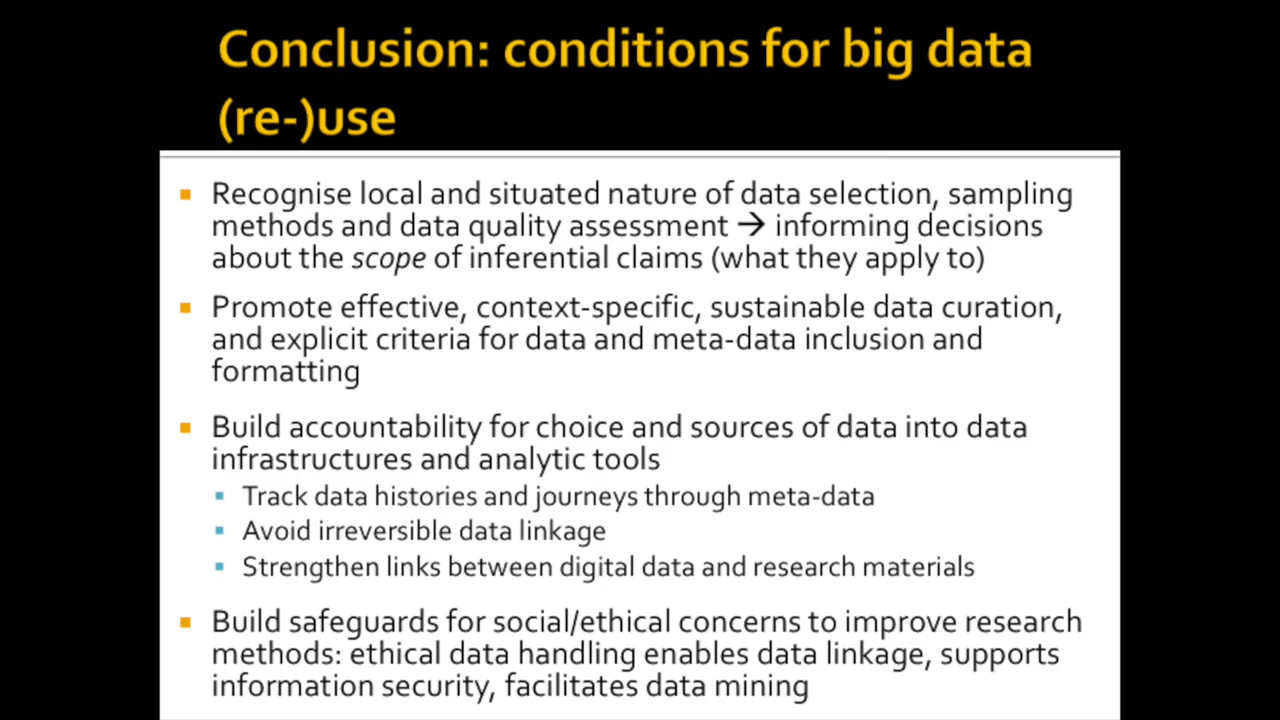 Conclusion: conditions for big data
(re-)use
▪ Recognise local and situated nature of data selection, sampling
methods and data quality assessment → informing decisions
about the scope of inferential claims (what they apply to)
▪ Promote effective, context-specific, sustainable data curation,
and explicit criteria for data and meta-data inclusion and
formatting
▪ Build accountability for choice and sources of data into data
infrastructures and analytic tools
▪ Track data histories and journeys through meta-data
▪ Avoid irreversible data linkage
▪ Strengthen links between digital data and research materials
▪ Build safeguards for social/ethical concerns to improve research
methods: ethical data handling enables data linkage, supports
information security, facilitates data mining